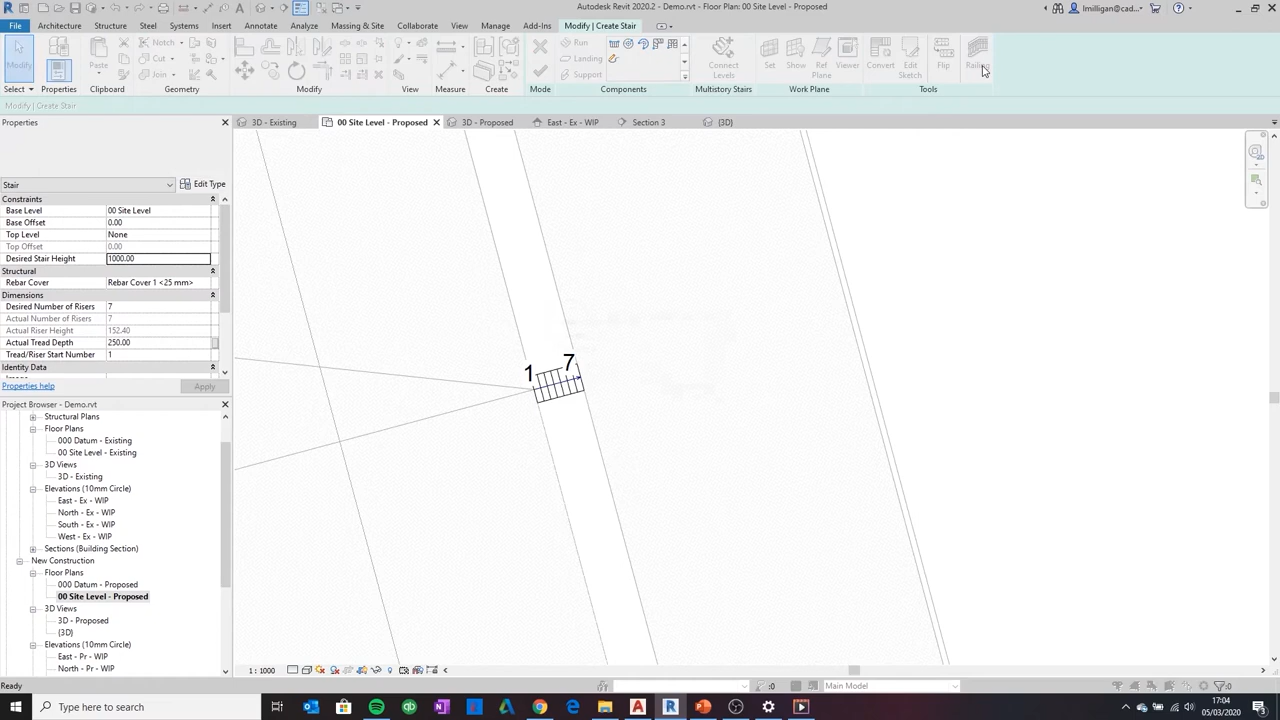 Autodesk Revit 2020.2 - Demo.rvt - Floor Plan: 00 Site Level - Proposed
lmilligan@cad...
File Architecture Structure Steel Systems Insert Annotate Analyze Massing & Site Collaborate View Manage Add-Ins Modify | Create Stair
Modify Paste Notch Cut Join Run Landing Support Connect Levels Set Show Ref Plane Viewer Convert Edit Sketch Flip
Select Properties Clipboard Geometry Modify View Measure Create Mode Components Multistory Stairs Work Plane Tools
Modify | Create Stair
Properties
3D - Existing 00 Site Level - Proposed 3D - Proposed East - Ex - WIP Section 3 {3D}
Stair Edit Type
Constraints
Base Level 00 Site Level
Base Offset 0.00
Top Level None
Top Offset 0.00
Desired Stair Height 1000.00
Structural
Rebar Cover Rebar Cover 1 <25 mm>
Dimensions
Desired Number of Risers 7
Actual Number of Risers 7
Actual Riser Height 152.40
Actual Tread Depth 250.00
Tread/Riser Start Number 1
Identity Data
Properties help Apply
1 7
Project Browser - Demo.rvt
Structural Plans
Floor Plans
000 Datum - Existing
00 Site Level - Existing
3D Views
3D - Existing
Elevations (10mm Circle)
East - Ex - WIP
North - Ex - WIP
South - Ex - WIP
West - Ex - WIP
Sections (Building Section)
New Construction
Floor Plans
000 Datum - Proposed
00 Site Level - Proposed
3D Views
3D - Proposed
{3D}
Elevations (10mm Circle)
East - Pr - WIP
North - Pr - WIP
1 : 1000
Ready :0 Main Model :0
Type here to search
17:04
05/03/2020